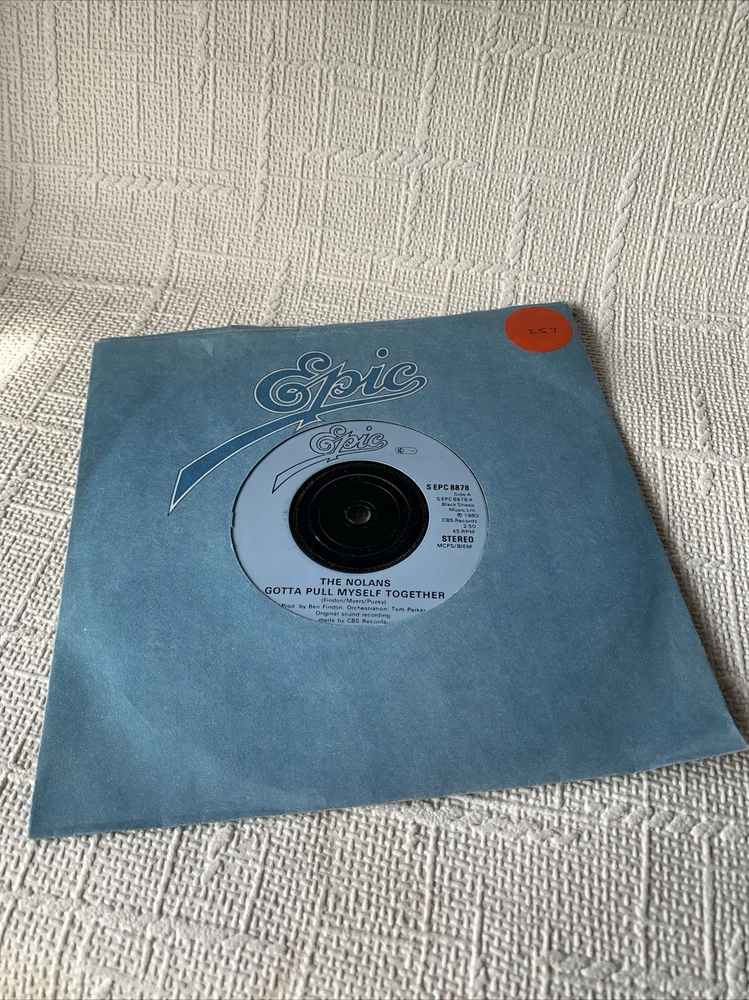 257
Epic
Epic
S EPC 8878
Side A
S EPC 8878 A
Black Sheep
Music Ltd
℗ 1980
CBS Records
2.50
45 RPM
STEREO
MCPS/BIEM
THE NOLANS
GOTTA PULL MYSELF TOGETHER
(Findon/Myers/Puzey)
Prod. by Ben Findon. Orchestration: Tom Parker
Original sound recording
made by CBS Records